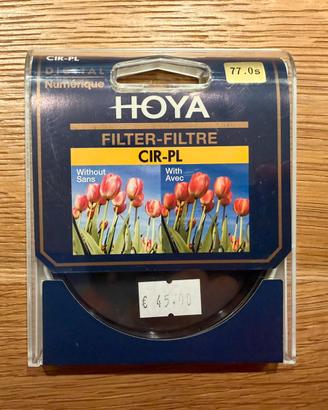 CIR-PL
DIGITAL
Numérique
77.0s
HOYA
FILTER-FILTRE
CIR-PL
Without
Sans
With
Avec
€ 45.00